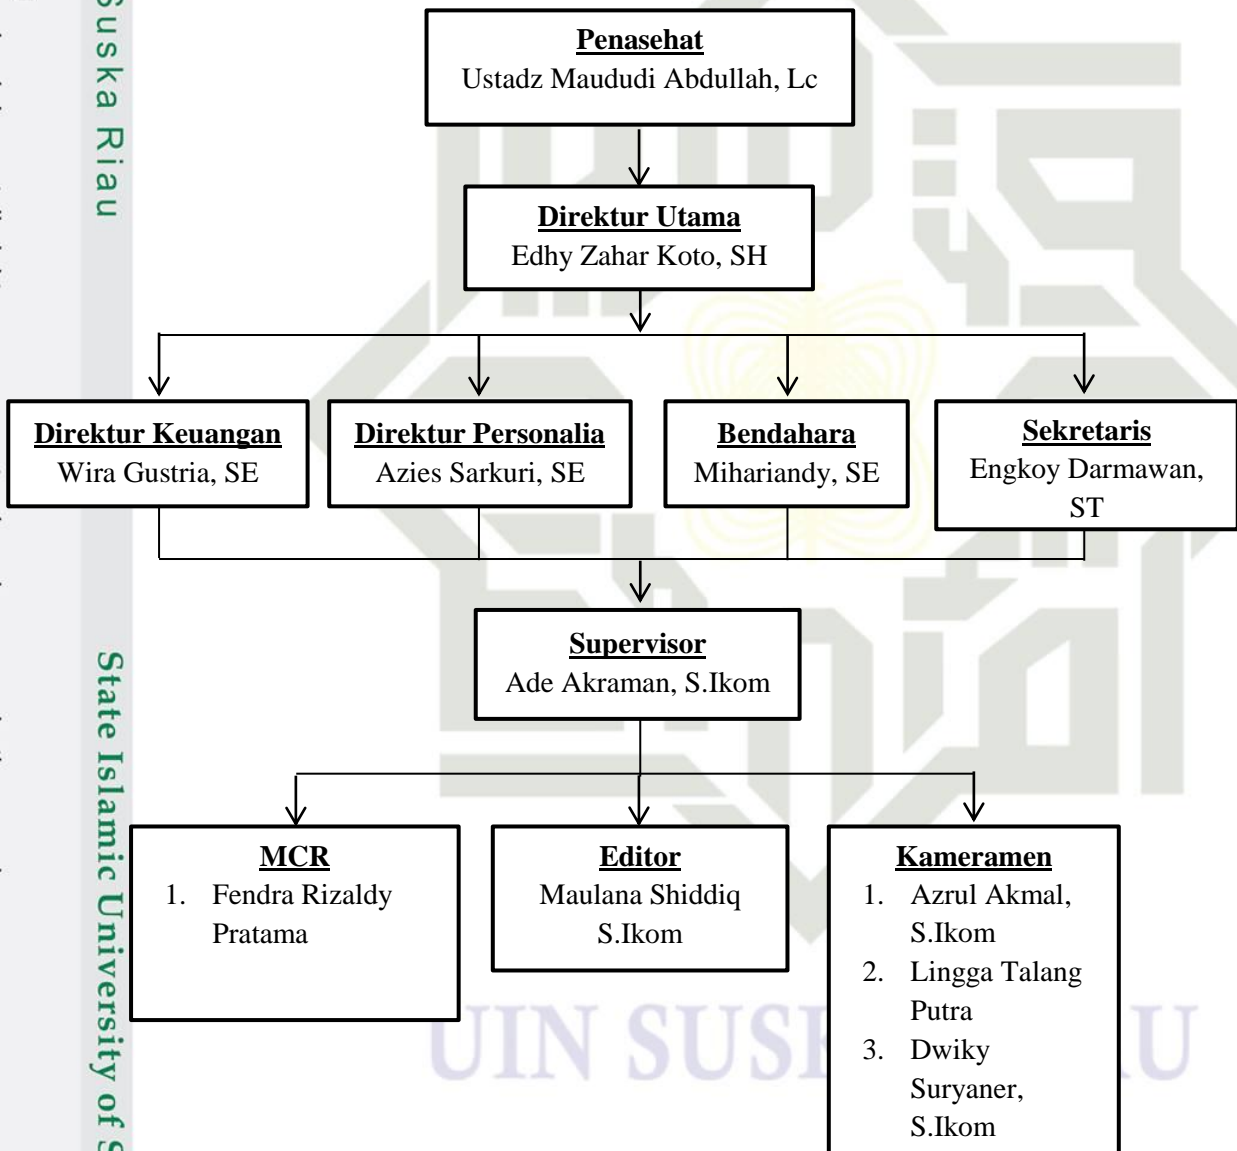 Penasehat
Ustadz Maududi Abdullah, Lc
Direktur Utama
Edhy Zahar Koto, SH
Direktur Keuangan
Wira Gustria, SE
Direktur Personalia
Azies Sarkuri, SE
Bendahara
Mihariandy, SE
Sekretaris
Engkoy Darmawan,
ST
Supervisor
Ade Akraman, S.Ikom
MCR
1. Fendra Rizaldy
Pratama
Editor
Maulana Shiddiq
S.Ikom
Kameramen
1. Azrul Akmal,
S.Ikom
2. Lingga Talang
Putra
3. Dwiky
Suryaner,
S.Ikom
Suska Riau
State Islamic University of
UIN